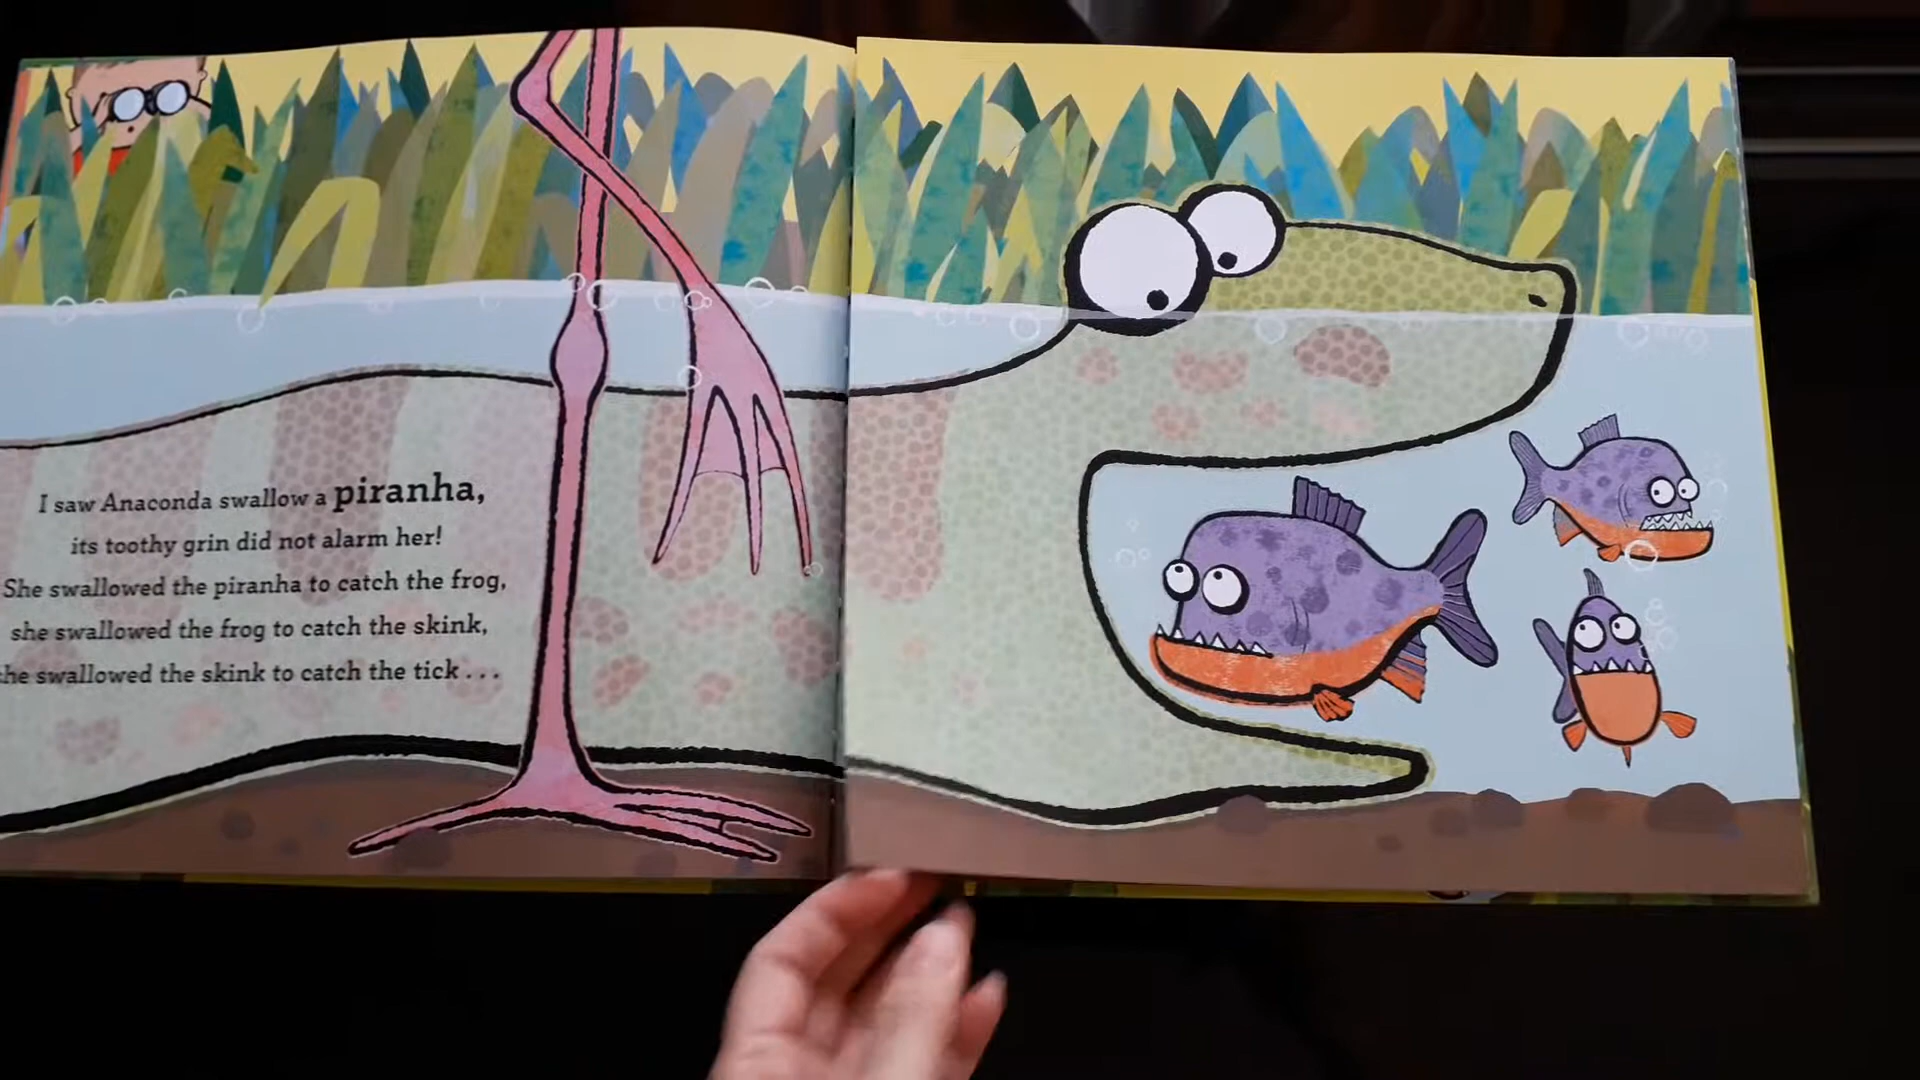 I saw Anaconda swallow a piranha,
its toothy grin did not alarm her!
She swallowed the piranha to catch the frog,
she swallowed the frog to catch the skink,
she swallowed the skink to catch the tick . . .